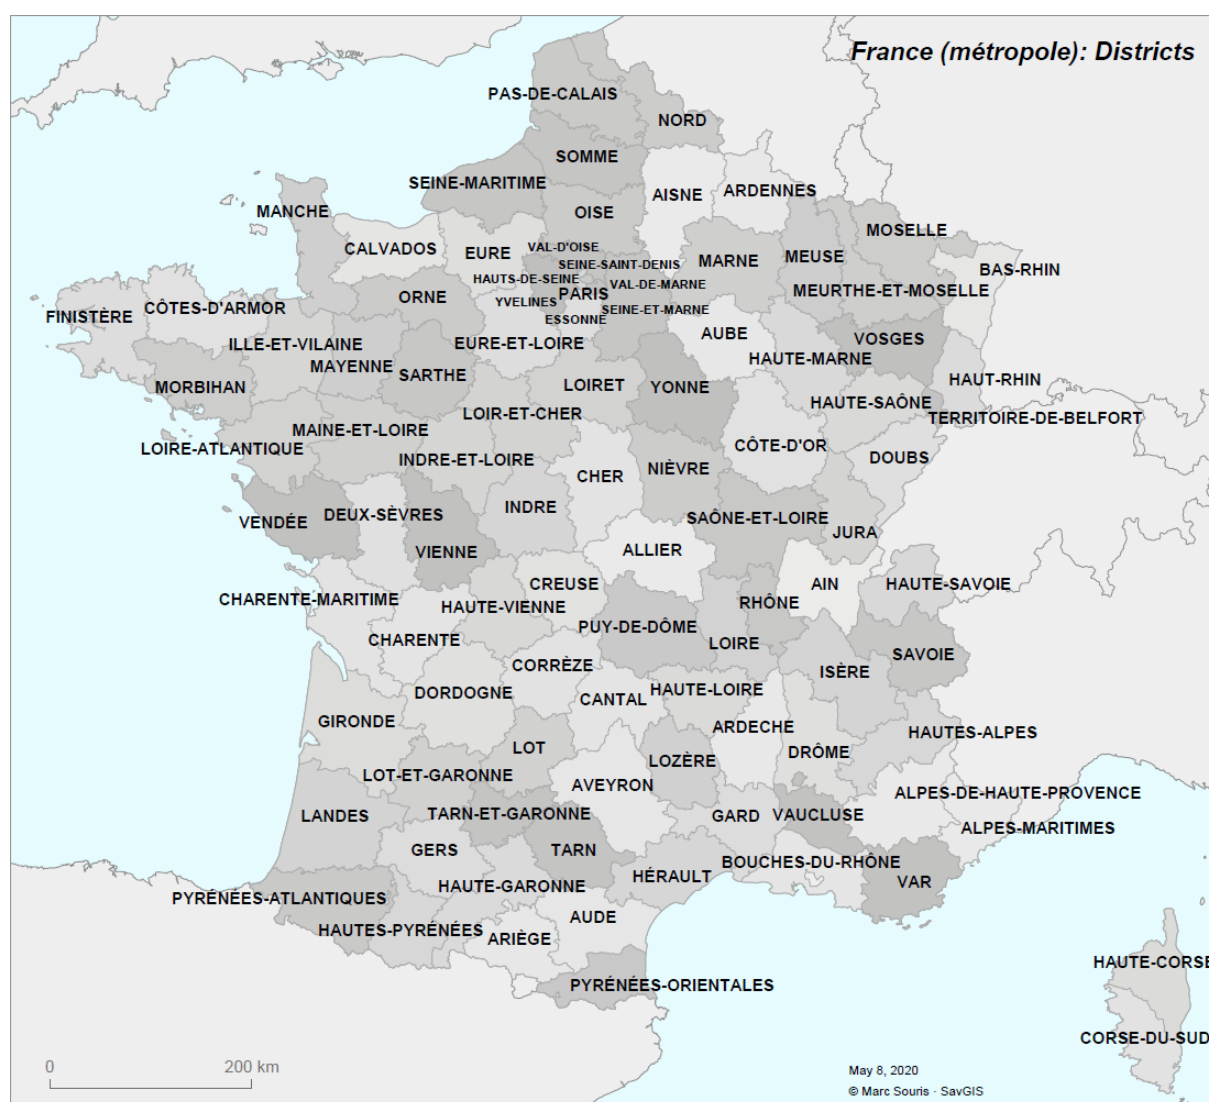 France (métropole): Districts
PAS-DE-CALAIS
NORD
SOMME
SEINE-MARITIME
AISNE
ARDENNES
MANCHE
OISE
MOSELLE
CALVADOS
EURE
VAL-D'OISE
SEINE-SAINT-DENIS
MARNE
MEUSE
BAS-RHIN
HAUTS-DE-SEINE
VAL-DE-MARNE
MEURTHE-ET-MOSELLE
ORNE
YVELINES
PARIS
FINISTÈRE
CÔTES-D'ARMOR
ESSONNE
SEINE-ET-MARNE
ILLE-ET-VILAINE
EURE-ET-LOIRE
AUBE
VOSGES
MAYENNE
HAUTE-MARNE
SARTHE
MORBIHAN
LOIRET
YONNE
HAUT-RHIN
HAUTE-SAÔNE
LOIR-ET-CHER
TERRITOIRE-DE-BELFORT
MAINE-ET-LOIRE
LOIRE-ATLANTIQUE
CÔTE-D'OR
INDRE-ET-LOIRE
DOUBS
CHER
NIÈVRE
INDRE
VENDÉE
DEUX-SÈVRES
SAÔNE-ET-LOIRE
JURA
VIENNE
ALLIER
CREUSE
AIN
HAUTE-SAVOIE
CHARENTE-MARITIME
HAUTE-VIENNE
RHÔNE
PUY-DE-DÔME
CHARENTE
LOIRE
SAVOIE
CORRÈZE
ISÈRE
DORDOGNE
CANTAL
HAUTE-LOIRE
GIRONDE
ARDECHE
HAUTES-ALPES
LOT
DRÔME
LOZÈRE
LOT-ET-GARONNE
AVEYRON
ALPES-DE-HAUTE-PROVENCE
LANDES
TARN-ET-GARONNE
GARD
VAUCLUSE
ALPES-MARITIMES
GERS
TARN
BOUCHES-DU-RHÔNE
HÉRAULT
VAR
HAUTE-GARONNE
PYRÉNÉES-ATLANTIQUES
AUDE
HAUTES-PYRÉNÉES
ARIÈGE
HAUTE-CORSE
PYRÉNÉES-ORIENTALES
CORSE-DU-SUD
0 200 km
May 8, 2020
© Marc Souris - SavGIS